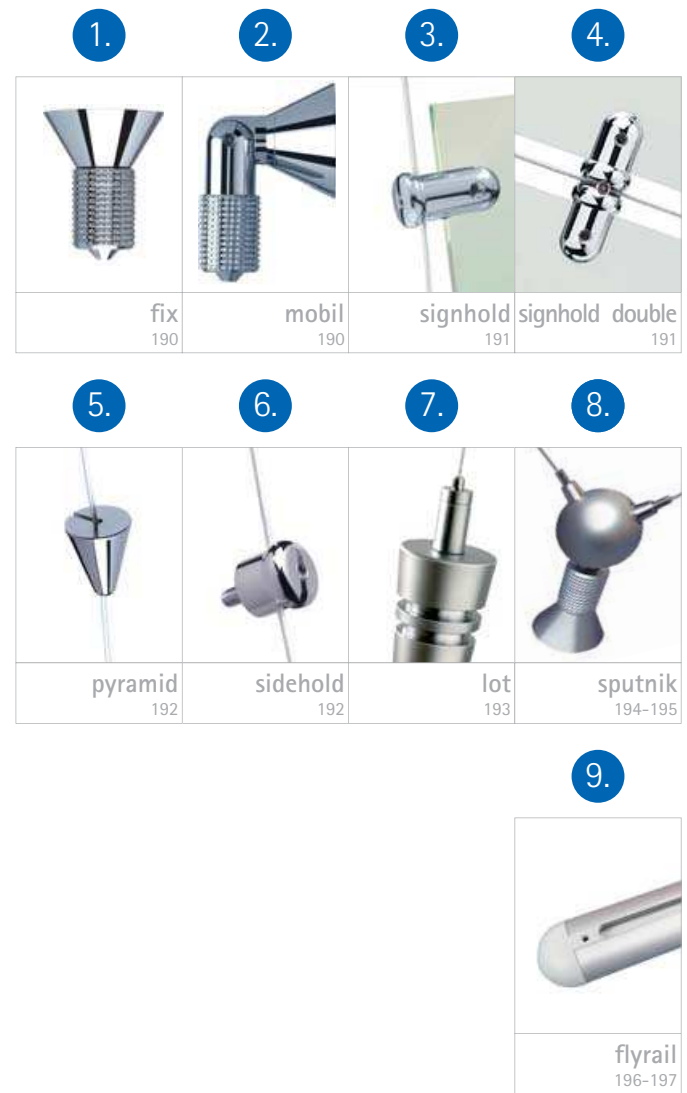 1.
2.
3.
4.
fix
190
mobil
190
signhold
191
signhold double
191
5.
6.
7.
8.
pyramid
192
sidehold
192
lot
193
sputnik
194-195
9.
flyrail
196-197